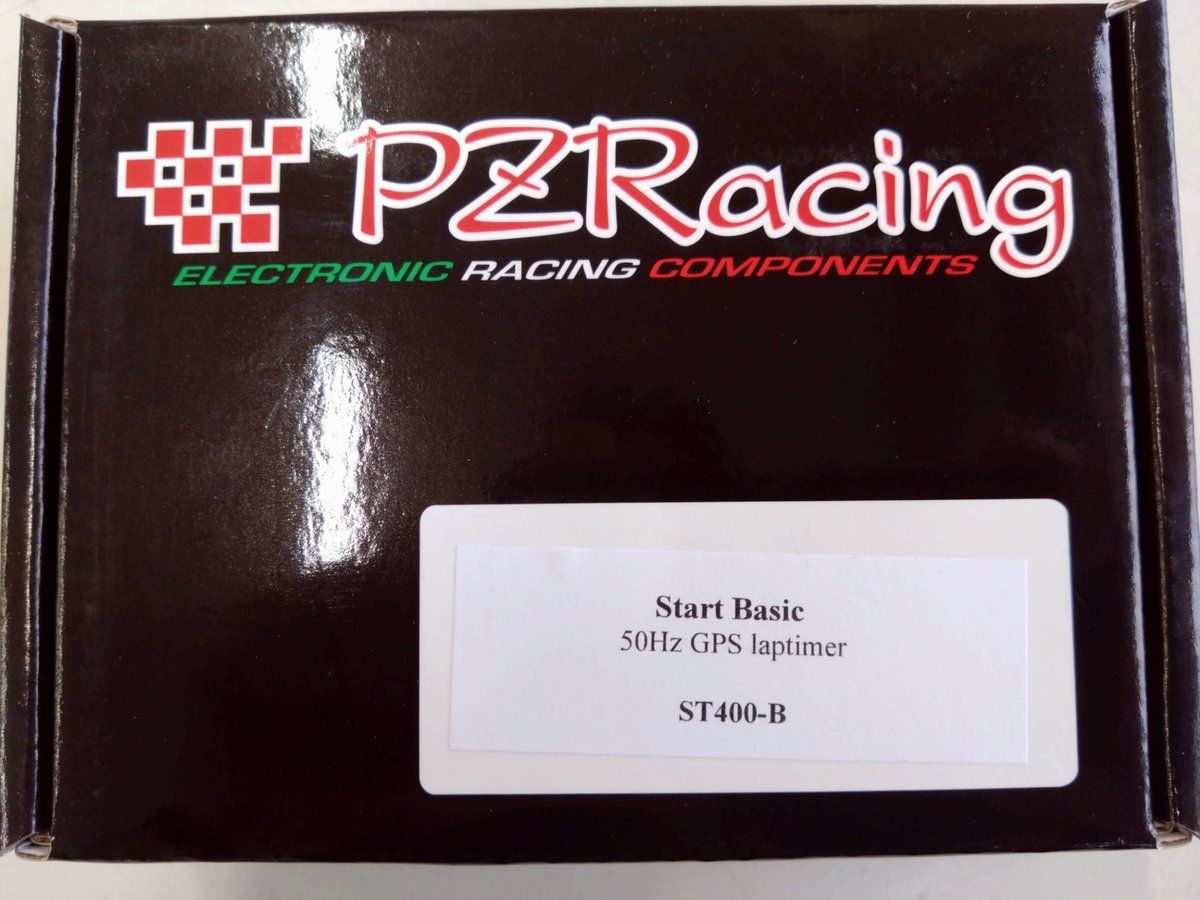 PZRacing
ELECTRONIC RACING COMPONENTS
Start Basic
50Hz GPS laptimer
ST400-B